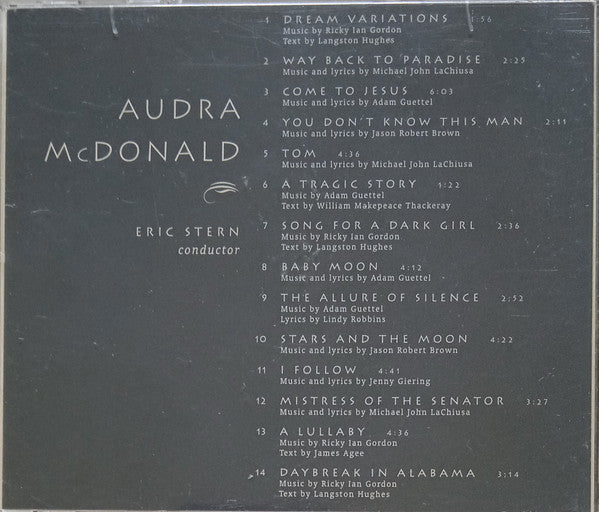 AUDRA
McDONALD
ERIC STERN
conductor
1 DREAM VARIATIONS 1:56
Music by Ricky Ian Gordon
Text by Langston Hughes
2 WAY BACK TO PARADISE 2:25
Music and lyrics by Michael John LaChiusa
3 COME TO JESUS 6:03
Music and lyrics by Adam Guettel
4 YOU DON'T KNOW THIS MAN 2:11
Music and lyrics by Jason Robert Brown
5 TOM 4:36
Music and lyrics by Michael John LaChiusa
6 A TRAGIC STORY 1:22
Music by Adam Guettel
Text by William Makepeace Thackeray
7 SONG FOR A DARK GIRL 2:36
Music by Ricky Ian Gordon
Text by Langston Hughes
8 BABY MOON 4:12
Music and lyrics by Adam Guettel
9 THE ALLURE OF SILENCE 2:52
Music by Adam Guettel
Lyrics by Lindy Robbins
10 STARS AND THE MOON 4:22
Music and lyrics by Jason Robert Brown
11 I FOLLOW 4:41
Music and lyrics by Jenny Giering
12 MISTRESS OF THE SENATOR 3:27
Music and lyrics by Michael John LaChiusa
13 A LULLABY 4:36
Music by Ricky Ian Gordon
Text by James Agee
14 DAYBREAK IN ALABAMA 3:14
Music by Ricky Ian Gordon
Text by Langston Hughes